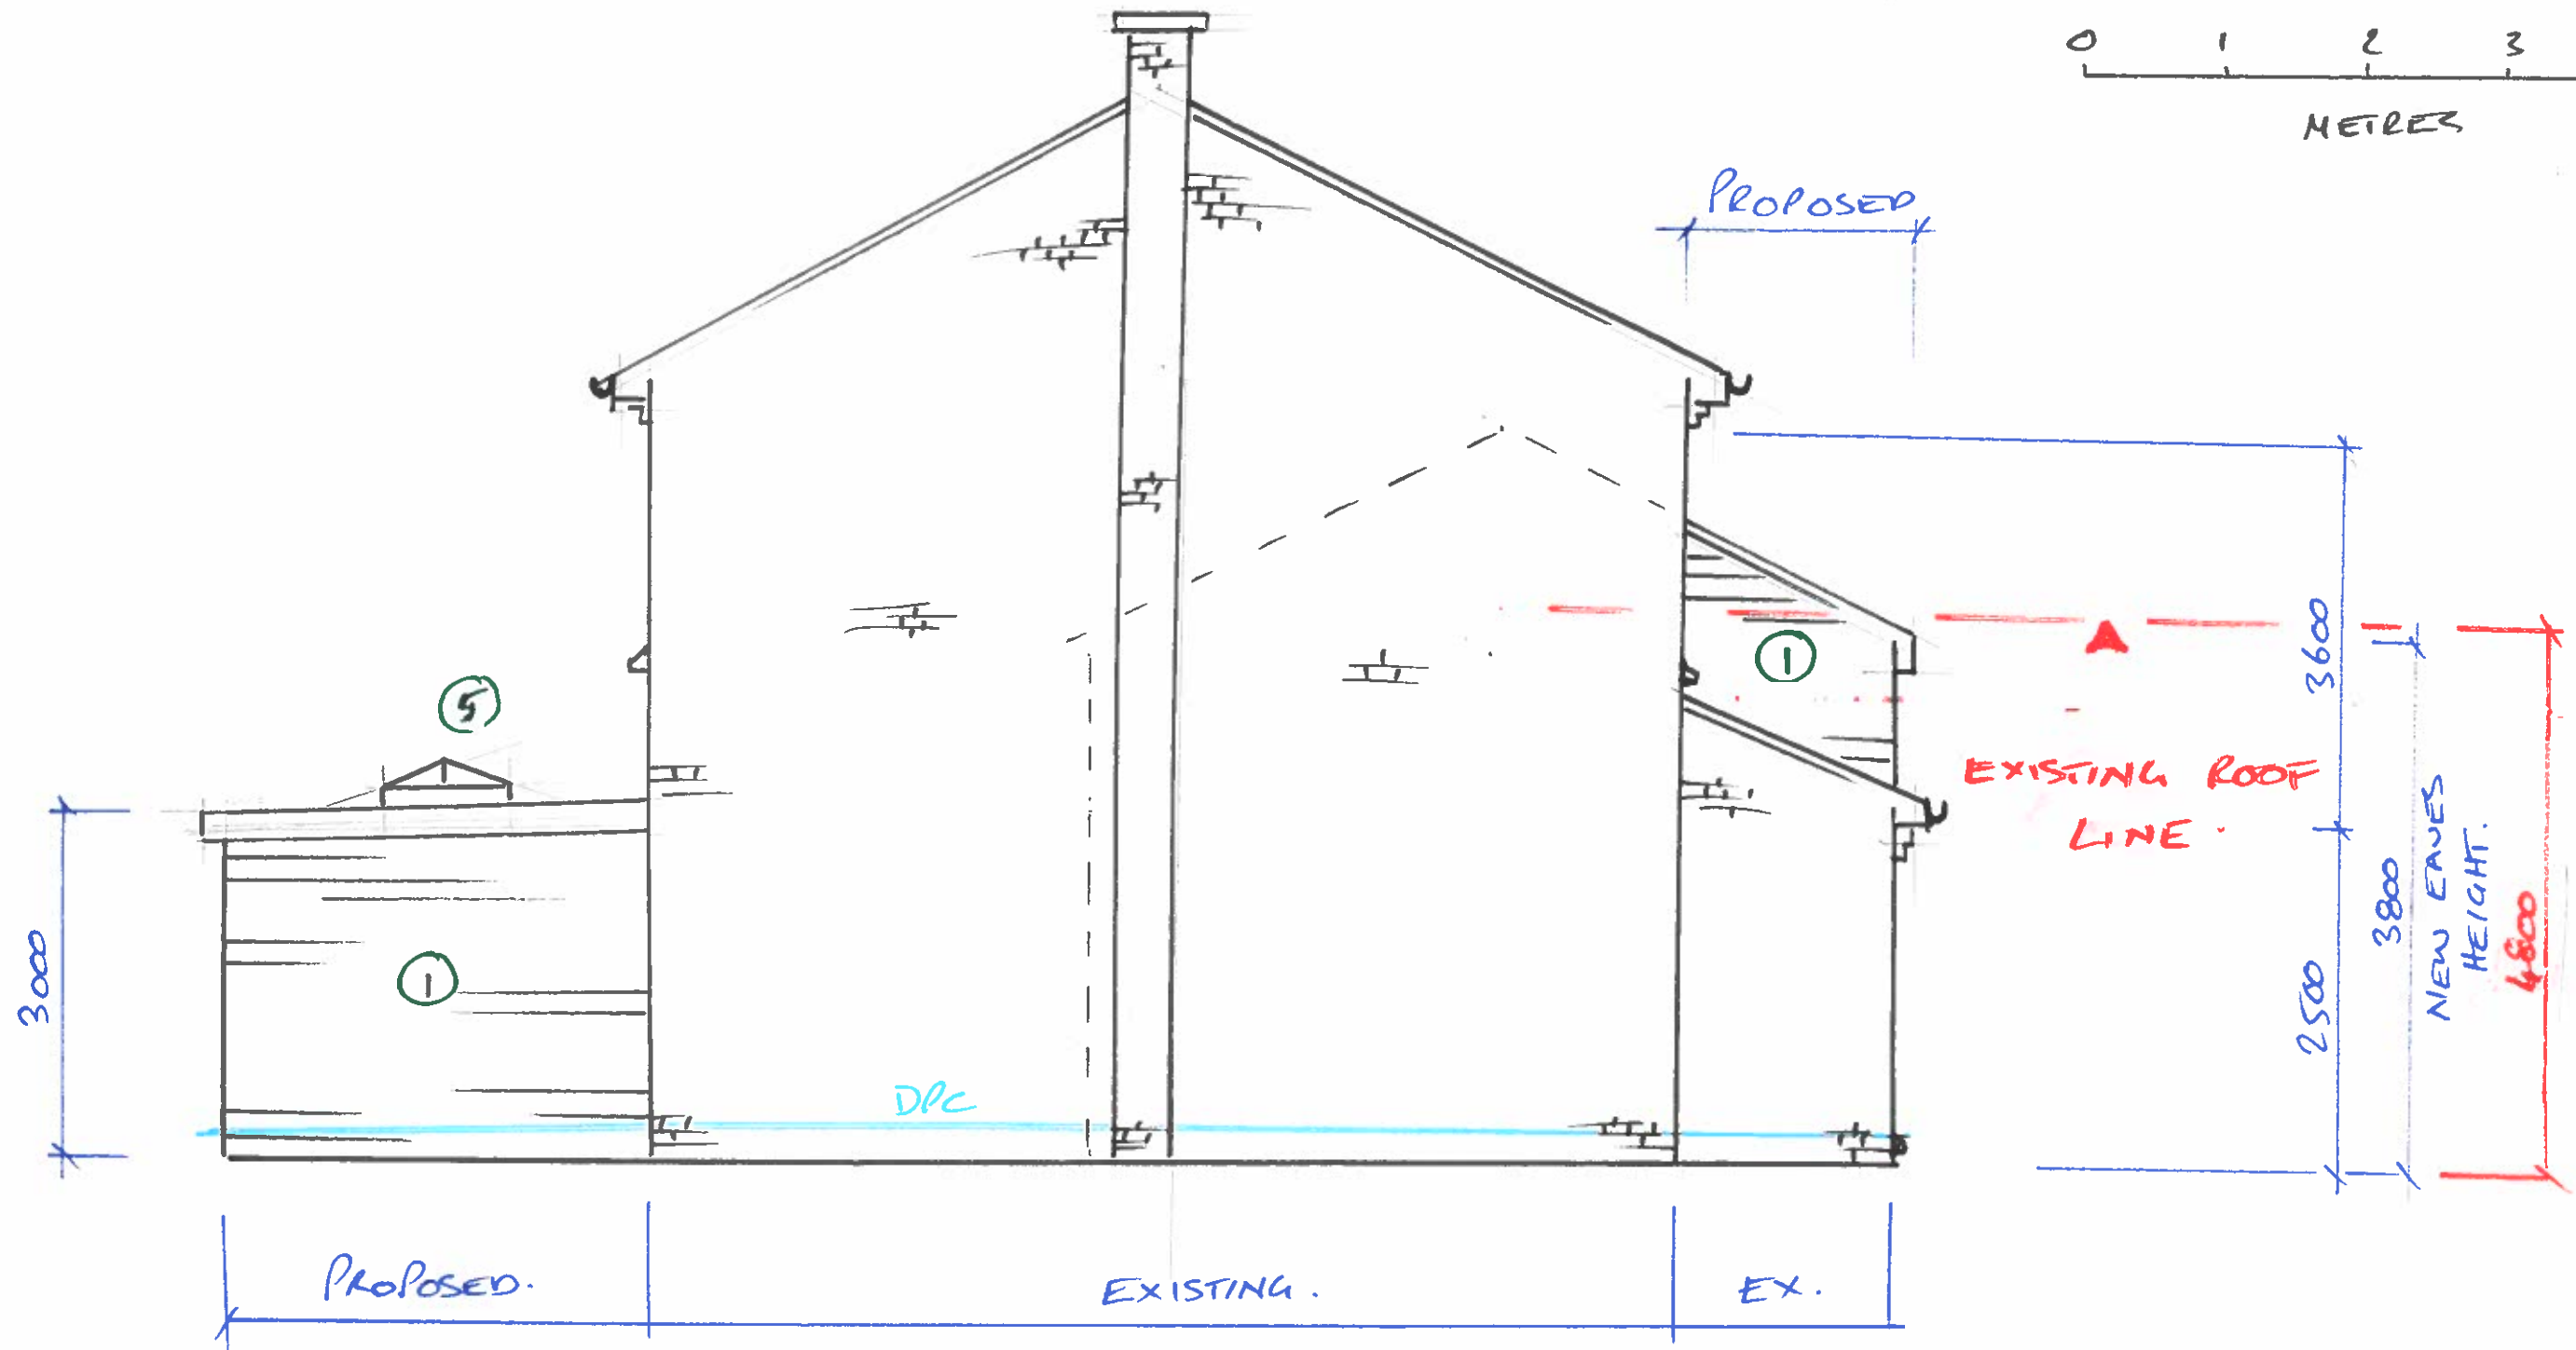 0 1 2 3
METRES
PROPOSED
3600
1
5
EXISTING ROOF
LINE.
3800
NEW EAVES
HEIGHT.
4800
3000
1
2500
DPC
PROPOSED.
EXISTING.
EX.